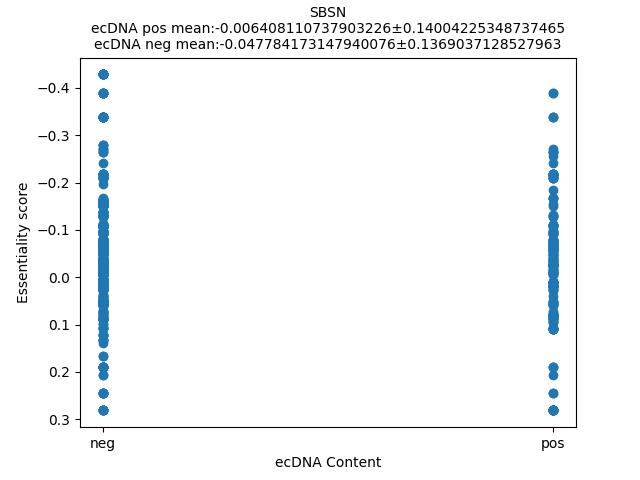 SBSN
ecDNA pos mean:-0.006408110737903226±0.14004225348737465
ecDNA neg mean:-0.047784173147940076±0.1369037128527963
−0.4
−0.3
−0.2
−0.1
0.0
0.1
0.2
0.3
Essentiality score
neg
pos
ecDNA Content